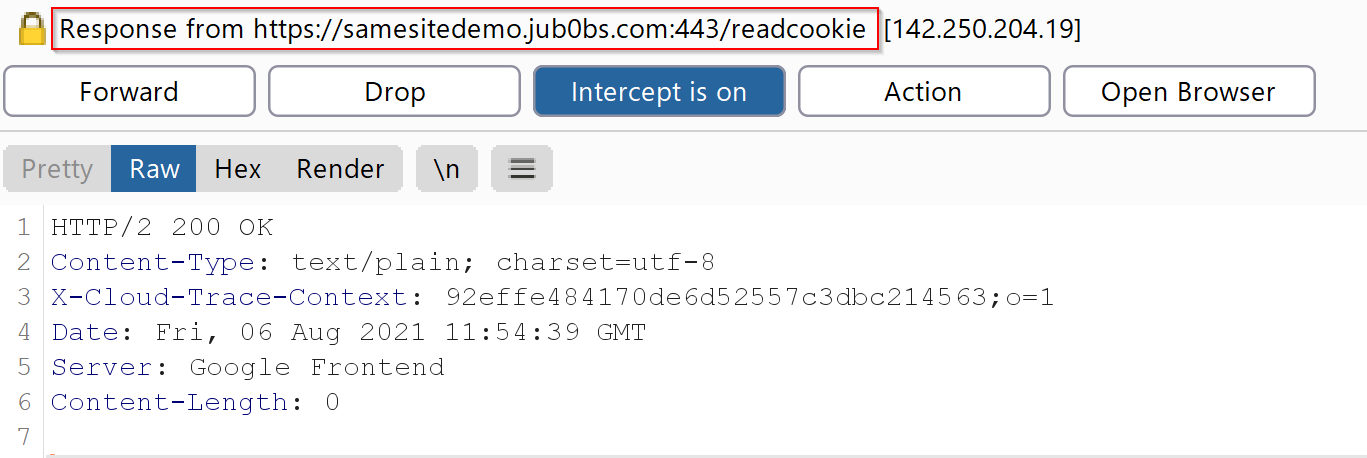 Response from https://samesitedemo.jub0bs.com:443/readcookie [142.250.204.19]
Forward Drop Intercept is on Action Open Browser
Pretty Raw Hex Render \n
1 HTTP/2 200 OK
2 Content-Type: text/plain; charset=utf-8
3 X-Cloud-Trace-Context: 92effe484170de6d52557c3dbc214563;o=1
4 Date: Fri, 06 Aug 2021 11:54:39 GMT
5 Server: Google Frontend
6 Content-Length: 0
7